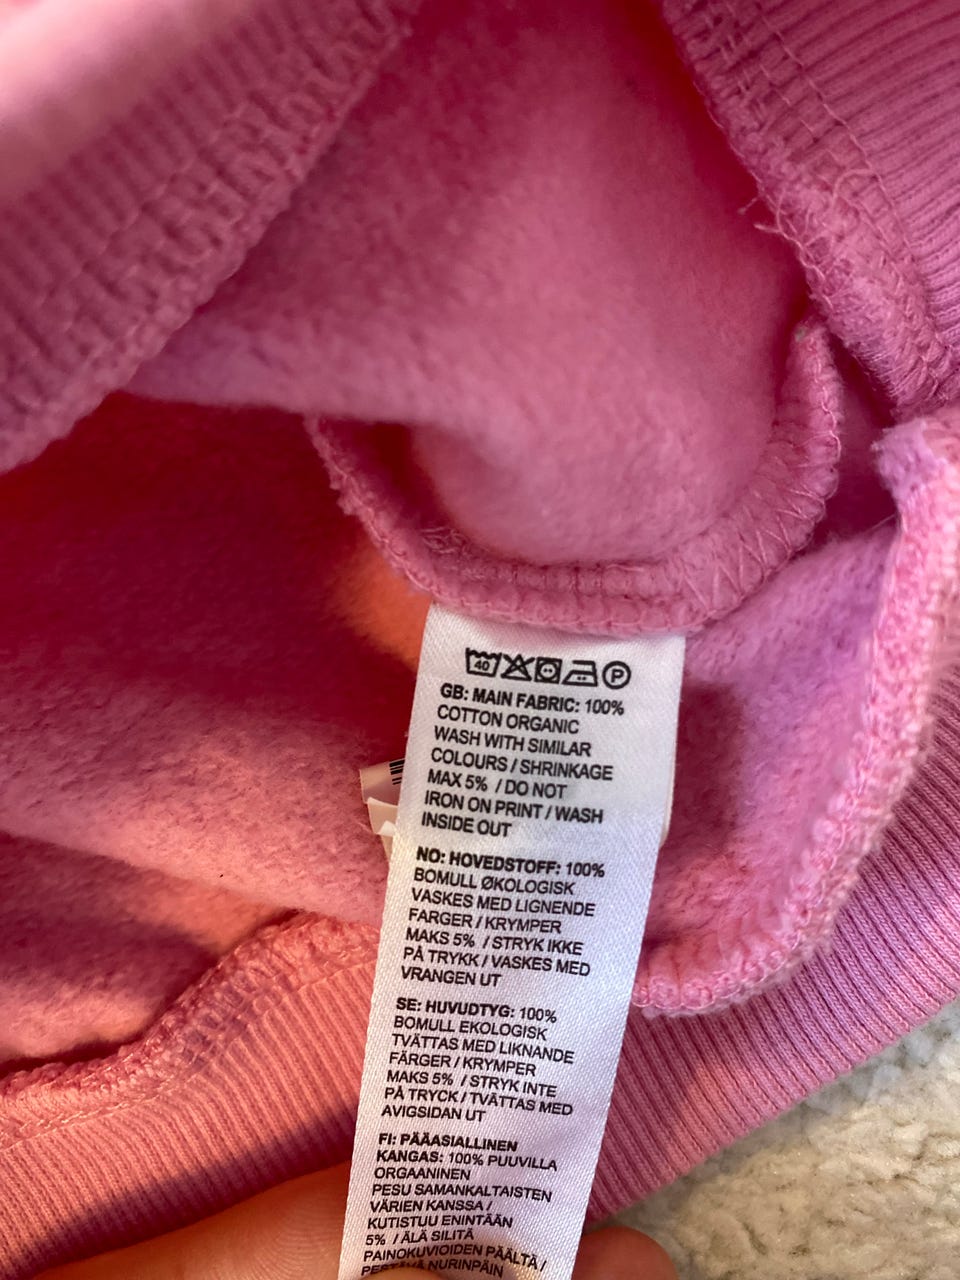 40 P
GB: MAIN FABRIC: 100%
COTTON ORGANIC
WASH WITH SIMILAR
COLOURS / SHRINKAGE
MAX 5% / DO NOT
IRON ON PRINT / WASH
INSIDE OUT
NO: HOVEDSTOFF: 100%
BOMULL ØKOLOGISK
VASKES MED LIGNENDE
FARGER / KRYMPER
MAKS 5% / STRYK IKKE
PÅ TRYKK / VASKES MED
VRANGEN UT
SE: HUVUDTYG: 100%
BOMULL EKOLOGISK
TVÄTTAS MED LIKNANDE
FÄRGER / KRYMPER
MAKS 5% / STRYK INTE
PÅ TRYCK / TVÄTTAS MED
AVIGSIDAN UT
FI: PÄÄASIALLINEN
KANGAS: 100% PUUVILLA
ORGAANINEN
PESU SAMANKALTAISTEN
VÄRIEN KANSSA /
KUTISTUU ENINTÄÄN
5% / ÄLÄ SILITÄ
PAINOKUVIOIDEN PÄÄLTÄ /
PESTÄVÄ NURINPÄIN